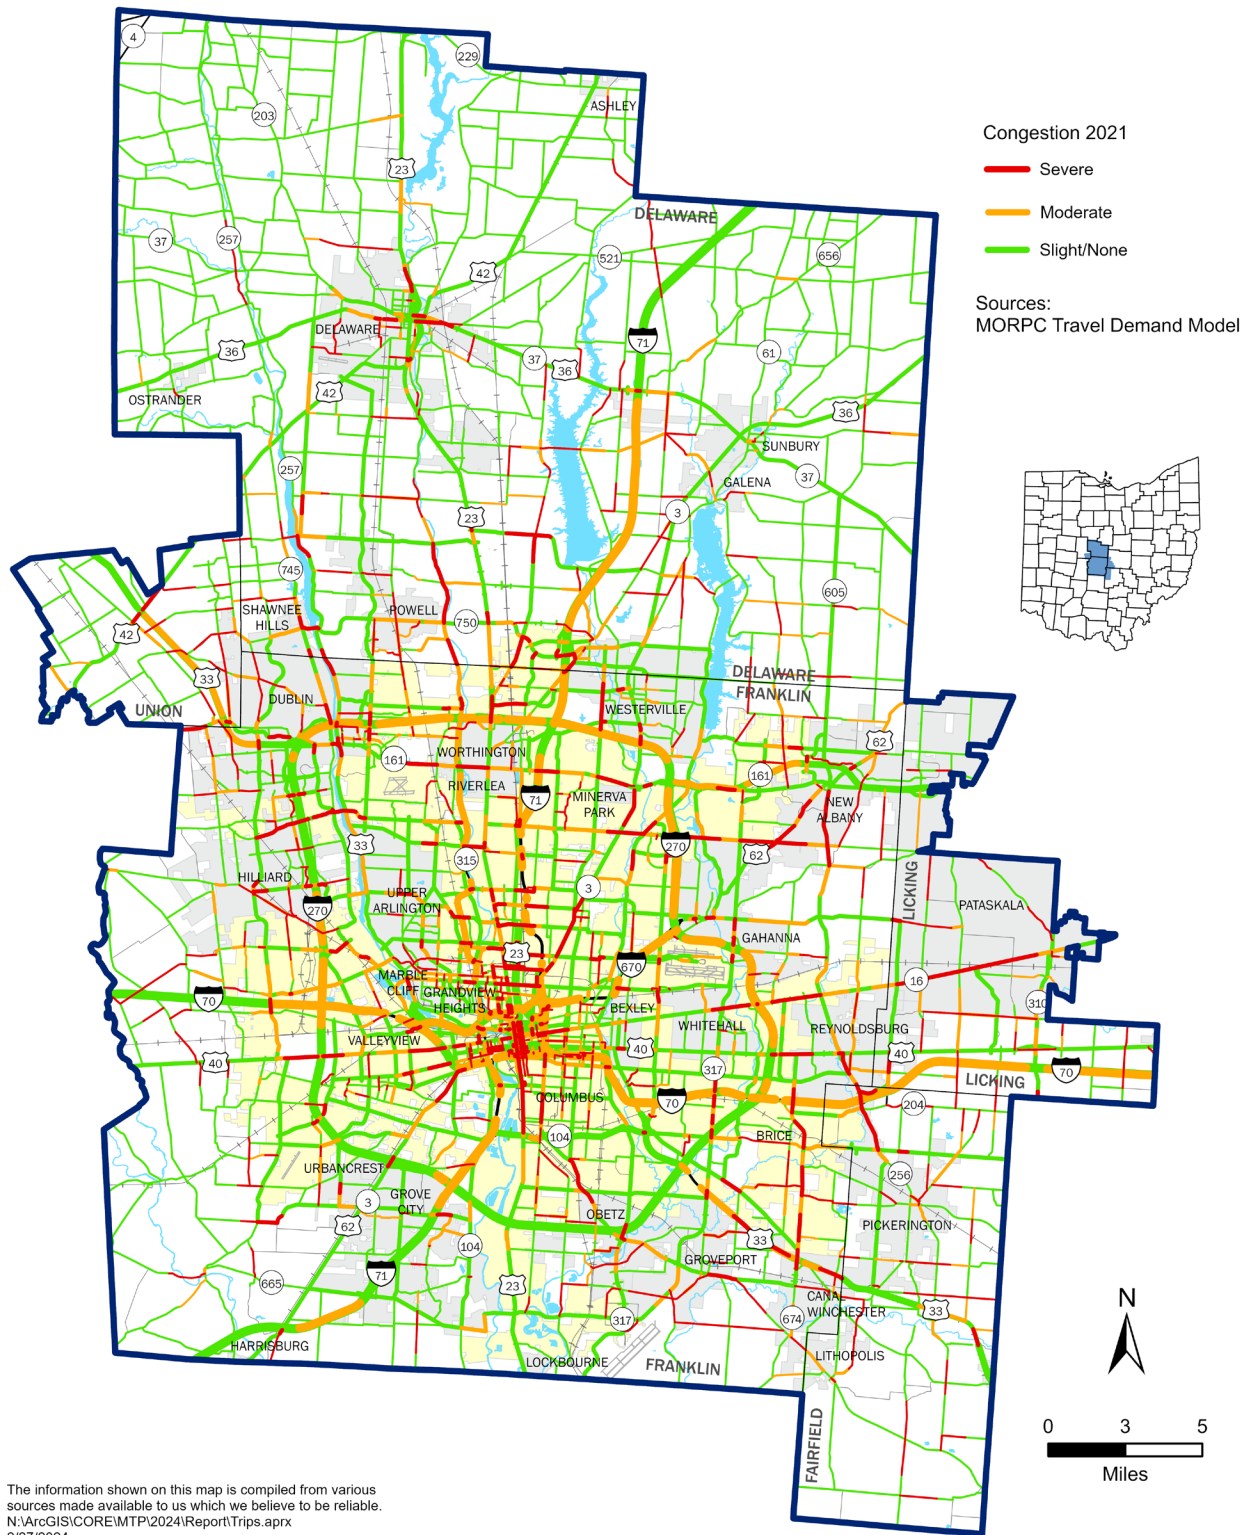 4
229
ASHLEY
203
23
Congestion 2021
Severe
Moderate
Slight/None
DELAWARE
37
257
521
656
42
Sources:
MORPC Travel Demand Model
DELAWARE
71
36
37
36
61
42
OSTRANDER
36
SUNBURY
257
GALENA
37
23
3
745
605
SHAWNEE
HILLS
POWELL
750
42
33
DELAWARE
FRANKLIN
DUBLIN
WESTERVILLE
UNION
62
WORTHINGTON
161
161
RIVERLEA
71
MINERVA
PARK
NEW
ALBANY
33
270
62
315
HILLIARD
UPPER
ARLINGTON
3
LICKING
270
PATASKALA
GAHANNA
23
670
MARBLE
CLIFF
GRANDVIEW
HEIGHTS
16
70
BEXLEY
310
WHITEHALL
REYNOLDSBURG
VALLEYVIEW
40
40
40
317
70
LICKING
COLUMBUS
70
204
104
BRICE
URBANCREST
256
3
GROVE
CITY
OBETZ
62
PICKERINGTON
33
104
GROVEPORT
71
665
23
CANAL
WINCHESTER
33
317
674
N
HARRISBURG
LITHOPOLIS
LOCKBOURNE
FRANKLIN
FAIRFIELD
0 3 5
Miles
The information shown on this map is compiled from various
sources made available to us which we believe to be reliable.
N:\ArcGIS\CORE\MTP\2024\Report\Trips.aprx